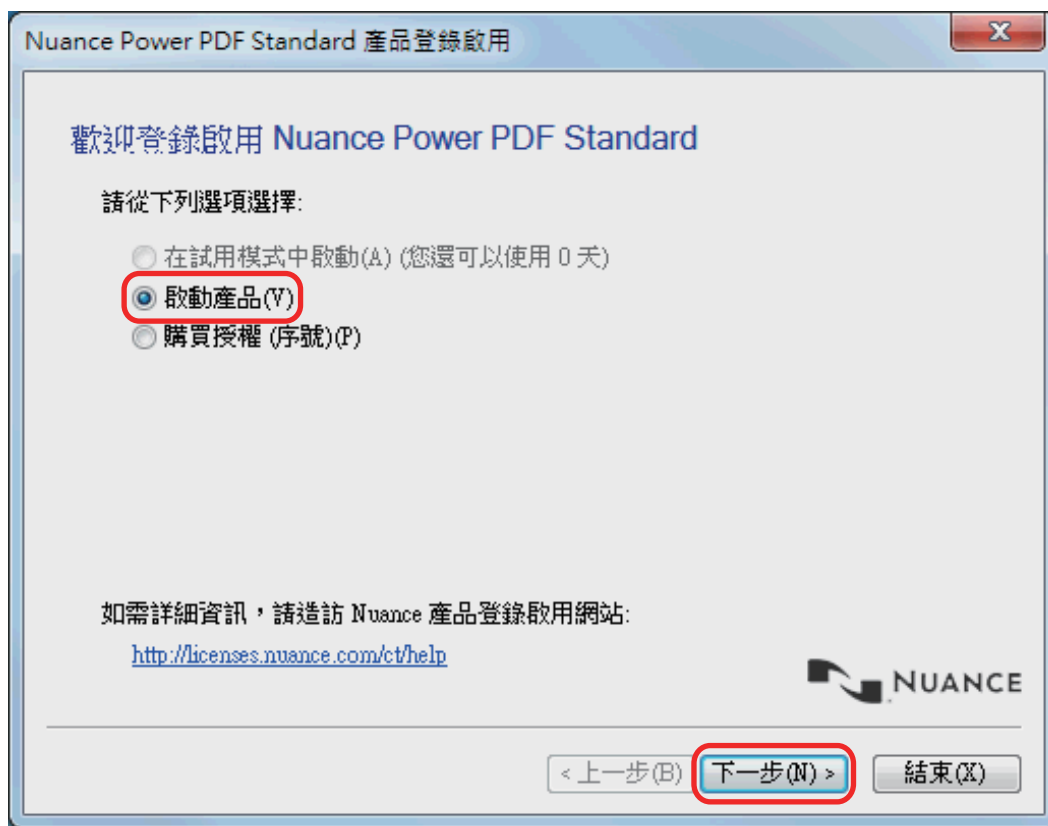 Nuance Power PDF Standard 產品登錄啟用
歡迎登錄啟用 Nuance Power PDF Standard
請從下列選項選擇:
在試用模式中啟動(A) (您還可以使用 0 天)
啟動產品(V)
購買授權 (序號)(P)
如需詳細資訊，請造訪 Nuance 產品登錄啟用網站:
http://licenses.nuance.com/ct/help
NUANCE
<上一步(B) 下一步(N) > 結束(X)